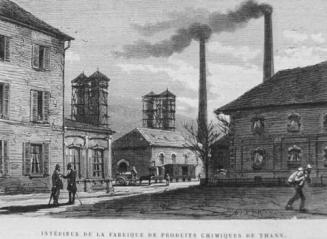 INTÉRIEUR DE LA FABRIQUE DE PRODUITS CHIMIQUES DE THANN.